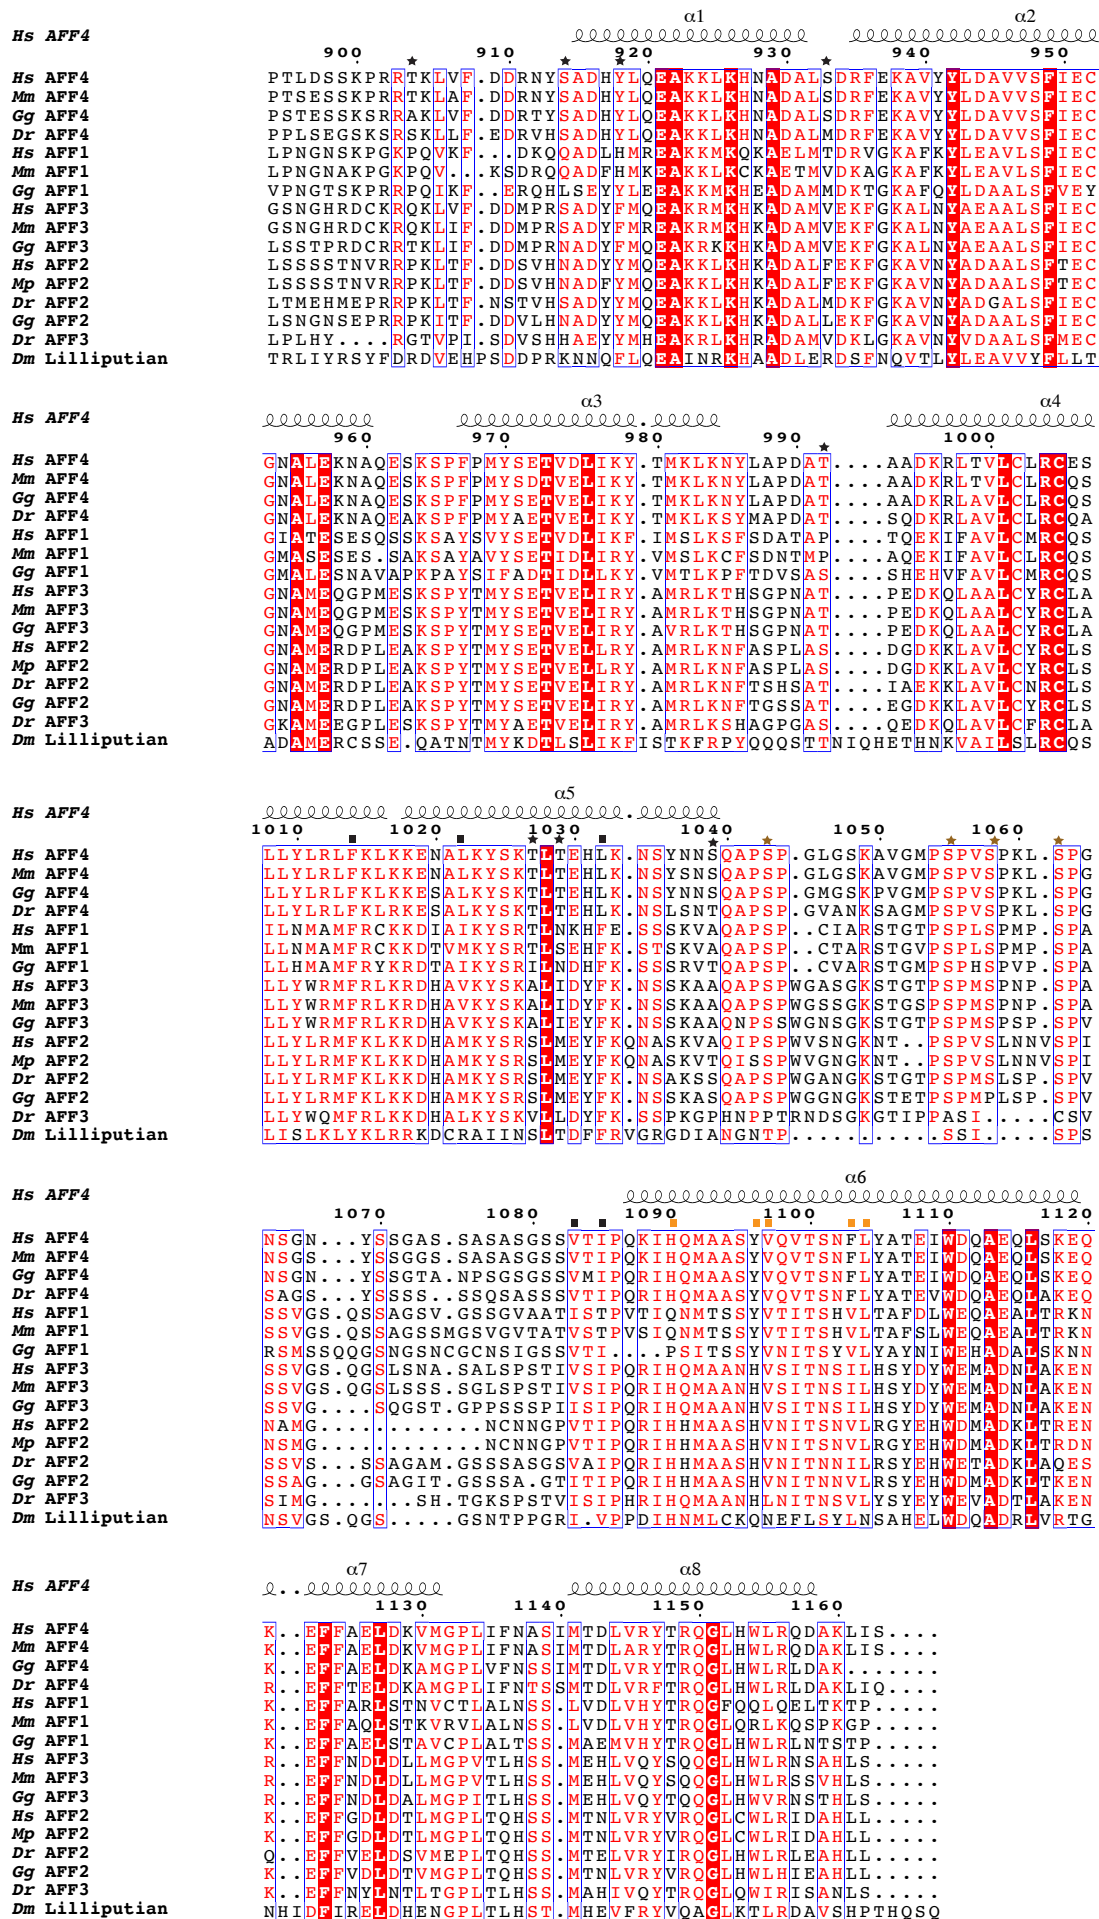 α1 α2
Hs AFF4
900 910 920 930 940 950
Hs AFF4 PTLDSSKPRRTKLVF.DDRNYSADHYLQEAKKLKHNADALSDRFEKAVYYLDAVVSFIEC
Mm AFF4 PTSESSKPRRTKLAF.DDRNYSADHYLQEAKKLKHNADALSDRFEKAVYYLDAVVSFIEC
Gg AFF4 PSTESSKSRRAKLVF.DDRTYSADHYLQEAKKLKHNADALSDRFEKAVYYLDAVVSFIEC
Dr AFF4 PPLSEGSKSRSKLLF.EDRVHSADHYLQEAKKLKHNADALMDRFEKAVYYLDAVVSFIEC
Hs AFF1 LPNGNSKPGKPQVKF...DKQQADLHMREAKKMKQKAELMTDRVGKAFKYLEAVLSFIEC
Mm AFF1 LPNGNAKPGKPQV...KSDRQQADFHMKEAKKLKCKAETMVDKAGKAFKYLEAVLSFIEC
Gg AFF1 VPNGTSKPRRPQIKF..ERQHLSEYYLEEAKKMKHEADAMMDKTGKAFQYLDAALSFVEY
Hs AFF3 GSNGHRDCKRQKLVF.DDMPRSADYFMQEAKRMKHKADAMVEKFGKALNYAEAALSFIEC
Mm AFF3 GSNGHRDCKRQKLIF.DDMPRSADYFMREAKRMKHKADAMVEKFGKALNYAEAALSFIEC
Gg AFF3 LSSTPRDCRRTKLIF.DDMPRNADYFMQEAKRKKHKADAMVEKFGKALNYAEAALSFIEC
Hs AFF2 LSSSSTNVRRPKLTF.DDSVHNADYYMQEAKKLKHKADALFEKFGKAVNYADAALSFTEC
Mp AFF2 LSSSSTNVRRPKLTF.DDSVHNADFYMQEAKKLKHKADALFEKFGKAVNYADAALSFTEC
Dr AFF2 LTMEHMEPRRPKLTF.NSTVHSADYYMQEAKKLKHKADALMDKFGKAVNYADGALSFIEC
Gg AFF2 LSNGNSEPRRPKITF.DDVLHNADYYMQEAKKLKHKADALLEKFGKAVNYADAALSFIEC
Dr AFF3 LPLHY....RGTVPI.SDVSHHAEYYMHEAKRLKHRADAMVDKLGKAVNYVDAALSFMEC
Dm Lilliputian TRLIYRSYFDRDVEHPSDDPRKNNQFLQEAINRKHAADLERDSFNQVTLYLEAVVYFLLT
α3 α4
Hs AFF4
960 970 980 990 1000
Hs AFF4 GNALEKNAQESKSPFPMYSETVDLIKY.TMKLKNYLAPDAT....AADKRLTVLCLRCES
Mm AFF4 GNALEKNAQESKSPFPMYSDTVELIKY.TMKLKNYLAPDAT....AADKRLTVLCLRCQS
Gg AFF4 GNALEKNAQESKSPFPMYSETVELIKY.TMKLKNYLAPDAT....AADKRLAVLCLRCQS
Dr AFF4 GNALEKNAQEAKSPFPMYAETVELIKY.TMKLKSYMAPDAT....SQDKRLAVLCLRCQA
Hs AFF1 GIATESESQSSKSAYSVYSETVDLIKF.IMSLKSFSDATAP....TQEKIFAVLCMRCQS
Mm AFF1 GMASESES.SAKSAYAVYSETIDLIRY.VMSLKCFSDNTMP....AQEKIFAVLCLRCQS
Gg AFF1 GMALESNAVAPKPAYSIFADTIDLLKY.VMTLKPFTDVSAS....SHEHVFAVLCMRCQS
Hs AFF3 GNAMEQGPMESKSPYTMYSETVELIRY.AMRLKTHSGPNAT....PEDKQLAALCYRCLA
Mm AFF3 GNAMEQGPMESKSPYTMYSETVELIRY.AMRLKTHSGPNAT....PEDKQLAALCYRCLA
Gg AFF3 GNAMEQGPMESKSPYTMYSETVELIRY.AVRLKTHSGPNAT....PEDKQLAALCYRCLA
Hs AFF2 GNAMERDPLEAKSPYTMYSETVELLRY.AMRLKNFASPLAS....DGDKKLAVLCYRCLS
Mp AFF2 GNAMERDPLEAKSPYTMYSETVELLRY.AMRLKNFASPLAS....DGDKKLAVLCYRCLS
Dr AFF2 GNAMERDPLEAKSPYTMYSETVELIRY.AMRLKNFTSHSAT....IAEKKLAVLCNRCLS
Gg AFF2 GNAMERDPLEAKSPYTMYSETVELIRY.AMRLKNFTGSSAT....EGDKKLAVLCYRCLS
Dr AFF3 GKAMEEGPLESKSPYTMYAETVELIRY.AMRLKSHAGPGAS....QEDKQLAVLCFRCLA
Dm Lilliputian ADAMERCSSE.QATNTMYKDTLSLIKFISTKFRPYQQQSTTNIQHETHNKVAILSLRCQS
α5
Hs AFF4
1010 1020 1030 1040 1050 1060
Hs AFF4 LLYLRLFKLKKENALKYSKTLTEHLK.NSYNNSQAPSP.GLGSKAVGMPSPVSPKL.SPG
Mm AFF4 LLYLRLFKLKKENALKYSKTLTEHLK.NSYNNSQAPSP.GLGSKAVGMPSPVSPKL.SPG
Gg AFF4 LLYLRLFKLKKENALKYSKTLTEHLK.NSYNNSQAPSP.GMGSKPVGMPSPVSPKL.SPG
Dr AFF4 LLYLRLFKLRKESALKYSKTLTEHLK.NSLSNTQAPSP.GVANKSAGMPSPVSPKL.SPG
Hs AFF1 ILNMAMFRCKKDIAIKYSRTLNKHFE.SSSKVAQAPSP..CIARSTGTPSPLSPMP.SPA
Mm AFF1 LLNMAMFRCKKDTVMKYSRTLSEHFK.STSKVAQAPSP..CTARSTGVPSPLSPMP.SPA
Gg AFF1 LLHMAMFRYKRDTAIKYSRILNDHFK.SSSRVTQAPSP..CVARSTGMPSPHSPVP.SPA
Hs AFF3 LLYWRMFRLKRDHAVKYSKALIDYFK.NSSKAAQAPSPWGASGKSTGTPSPMSPNP.SPA
Mm AFF3 LLYWRMFRLKRDHAVKYSKALIDYFK.NSSKAAQAPSPWGSSGKSTGSPSPMSPNP.SPA
Gg AFF3 LLYWRMFRLKRDHAVKYSKALIEYFK.NSSKAAQNPSSWGNSGKSTGTPSPMSPSP.SPV
Hs AFF2 LLYLRMFKLKKDHAMKYSRSLMEYFKQNASKVAQIPSPWVSNGKNT..PSPVSLNNVSPI
Mp AFF2 LLYLRMFKLKKDHAMKYSRSLMEYFKQNASKVTQISSPWVGNGKNT..PSPVSLNNVSPI
Dr AFF2 LLYLRMFKLKKDHAMKYSRSLMEYFK.NSAKSSQAPSPWGANGKSTGTPSPMSLSP.SPV
Gg AFF2 LLYLRMFKLKKDHAMKYSRSLMEYFK.NSSKASQAPSPWGGNGKSTETPSPMPLSP.SPV
Dr AFF3 LLYWQMFRLKKDHALKYSKVLLDYFK.SSPKGPHNPPTRNDSGKGTIPPASI.....CSV
Dm Lilliputian LISLKLYKLRRKDCRAIINSLTDFFRVGRGDIANGNTP...........SSI.....SPS
α6
Hs AFF4
1070 1080 1090 1100 1110 1120
Hs AFF4 NSGN...YSSGAS.SASASGSSVTIPQKIHQMAASYVQVTSNFLYATEIWDQAEQLSKEQ
Mm AFF4 NSGN...YSSGGS.SASASGSSVTIPQKIHQMAASYVQVTSNFLYATEIWDQAEQLSKEQ
Gg AFF4 NSGN...YSSGTA.NPSGSGSSVMIPQKIHQMAASYVQVTSNFLYATEIWDQAEQLSKEQ
Dr AFF4 SAGS...YSSSS..SSQSASSSVTIPQRIHQMAASYVQVTSNFLYATEVWDQAEQLAKEQ
Hs AFF1 SSVGS.QSSAGSV.GSSGVAATISTPVTIQNMTSSYVTITSHVLTAFDLWEQAEALTRKN
Mm AFF1 SSVGS.QSSAGSSMGSVGVTATVSTPVSIQNMTSSYVTITSHVLTAFSLWEQAEALTRKN
Gg AFF1 RSMSSQQGSNGSNCGCNSIGSSVTI....PSITSSYVNITSYVLYAYNIWEHADALSKNN
Hs AFF3 SSVGS.QGSLSNA.SALSPSTIVSIPQRIHQMAANHVSITNSILHSYDYWEMADNLAKEN
Mm AFF3 SSVGS.QGSLSSS.SGLSPSTIVSIPQRIHQMAANHVSITNSILHSYDYWEMADNLAKEN
Gg AFF3 SSVG....SQGST.GPPSSSPIISIPQRIHQMAANHVSITNSILHSYDYWEMADNLAKEN
Hs AFF2 NAMG............NCNNGPVTIPQRIHHMAASHVNITSNVLRGYEHWDMADKLTREN
Mp AFF2 NSMG............NCNNGPVTIPQRIHHMAASHVNITSNVLRGYEHWDMADKLTRDN
Dr AFF2 SSVS...SSAGAM.GSSSASGSVAIPQRIHHMAASHVNITNNILRSYEHWETADKLAQES
Gg AFF2 SSAG...GSAGIT.GSSSA.GTITIPQRIHHMAASHVNITNNVLRSYEHWDMADKLTKEN
Dr AFF3 SIMG.......SH.TGKSPSTVISIPHRIHQMAANHLNITNSVLYSYEYWEVADTLAKEN
Dm Lilliputian NSVGS.QGS.....GSNTPPGRI.VPPDIHNMLCKQNEFLSYLNSAHELWDQADRLVRTG
α7 α8
Hs AFF4
1130 1140 1150 1160
Hs AFF4 K..EFFAELDKVMGPLIFNASIMTDLVRYTRQGLHWLRQDAKLIS....
Mm AFF4 K..EFFAELDKVMGPLIFNASIMTDLARYTRQGLHWLRQDAKLIS....
Gg AFF4 K..EFFAELDKAMGPLVFNSSIMTDLVRYTRQGLHWLRLDAK.......
Dr AFF4 R..EFFTELDKAMGPLIFNTSSMTDLVRFTRQGLHWLRLDAKLIQ....
Hs AFF1 K..EFFARLSTNVCTLALNSS.LVDLVHYTRQGFQQLQELTKTP.....
Mm AFF1 K..EFFAQLSTKVRVLALNSS.LVDLVHYTRQGLQRLKQSPKGP.....
Gg AFF1 K..EFFAELSTAVCPLALTSS.MAEMVHYTRQGLHWLRLNTSTP.....
Hs AFF3 R..EFFNDLDLLMGPVTLHSS.MEHLVQYSQQGLHWLRNSAHLS.....
Mm AFF3 R..EFFNDLDLLMGPVTLHSS.MEHLVQYSQQGLHWLRSSVHLS.....
Gg AFF3 R..EFFNDLDALMGPITLHSS.MEHLVQYTQQGLHWVRNSTHLS.....
Hs AFF2 K..EFFGDLDTLMGPLTQHSS.MTNLVRYVRQGLCWLRIDAHLL.....
Mp AFF2 K..EFFGDLDTLMGPLTQHSS.MTNLVRYVRQGLCWLRIDAHLL.....
Dr AFF2 Q..EFFVELDSVMEPLTQHSS.MTELVRYIRQGLHWLRLEAHLL.....
Gg AFF2 K..EFFVDLDTVMGPLTQHSS.MTNLVRYVRQGLHWLHIEAHLL.....
Dr AFF3 K..EFFNYLNTLTGPLTLHSS.MAHIVQYTRQGLQWIRISANLS.....
Dm Lilliputian NHIDFIRELDHENGPLTLHST.MHEVFRYVQAGLKTLRDAVSHPTHQSQ